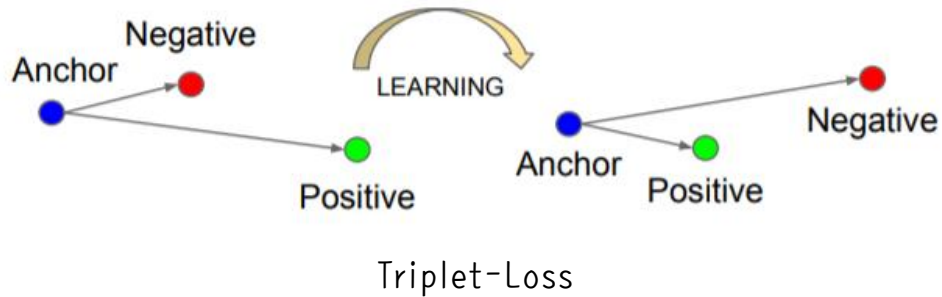 Negative
Anchor
Positive
LEARNING
Anchor
Positive
Negative
Triplet-Loss